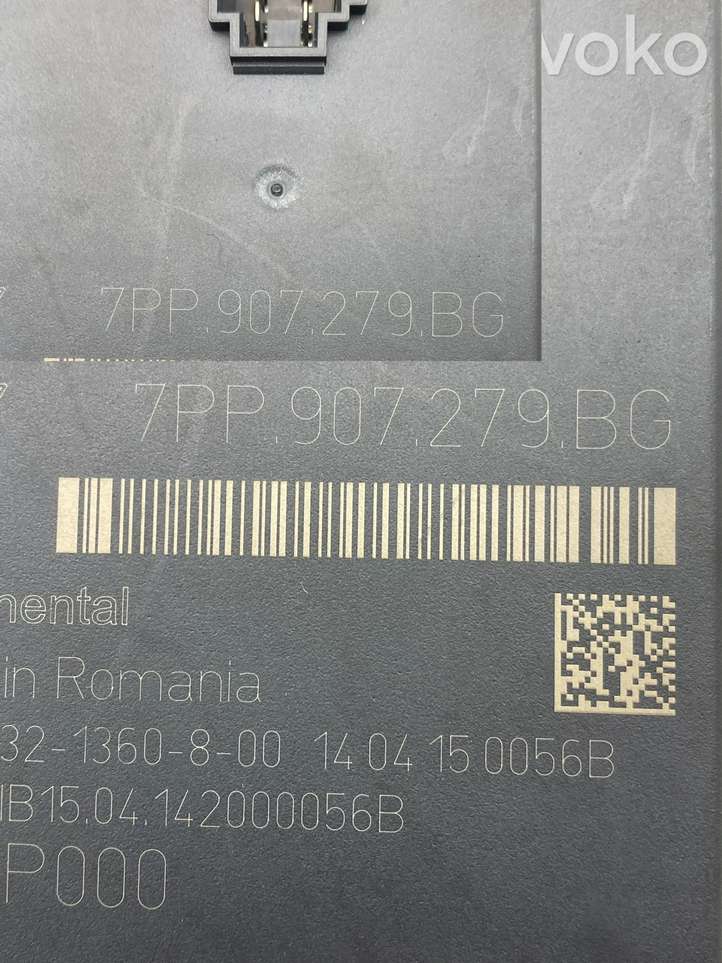 voko
7PP.907.279.BG
7PP.907.279.BG
nental
in Romania
32-1360-8-00 14 04 15 0056B
B15.04.142000056B
P000